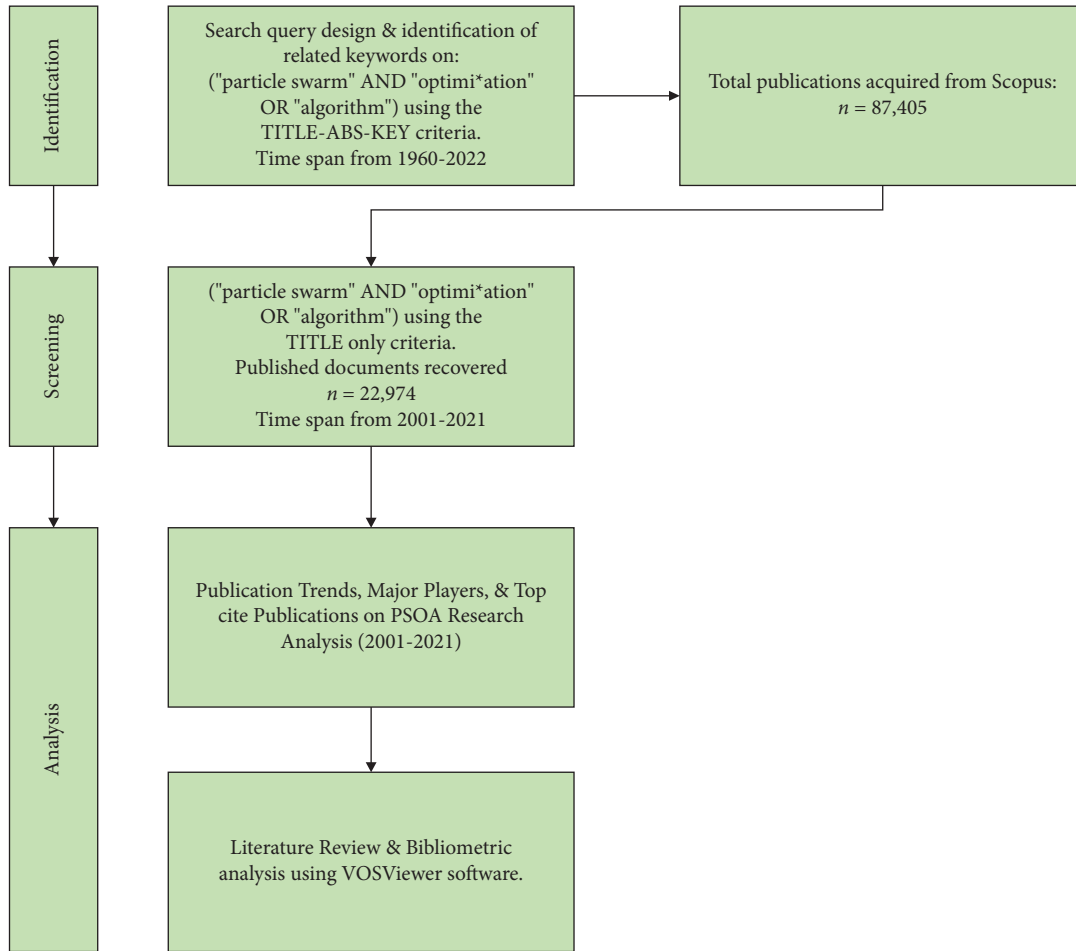 Identification
Search query design & identification of
related keywords on:
("particle swarm" AND "optimi*ation"
OR "algorithm") using the
TITLE-ABS-KEY criteria.
Time span from 1960-2022
Total publications acquired from Scopus:
n = 87,405
Screening
("particle swarm" AND "optimi*ation"
OR "algorithm") using the
TITLE only criteria.
Published documents recovered
n = 22,974
Time span from 2001-2021
Analysis
Publication Trends, Major Players, & Top
cite Publications on PSOA Research
Analysis (2001-2021)
Literature Review & Bibliometric
analysis using VOSViewer software.